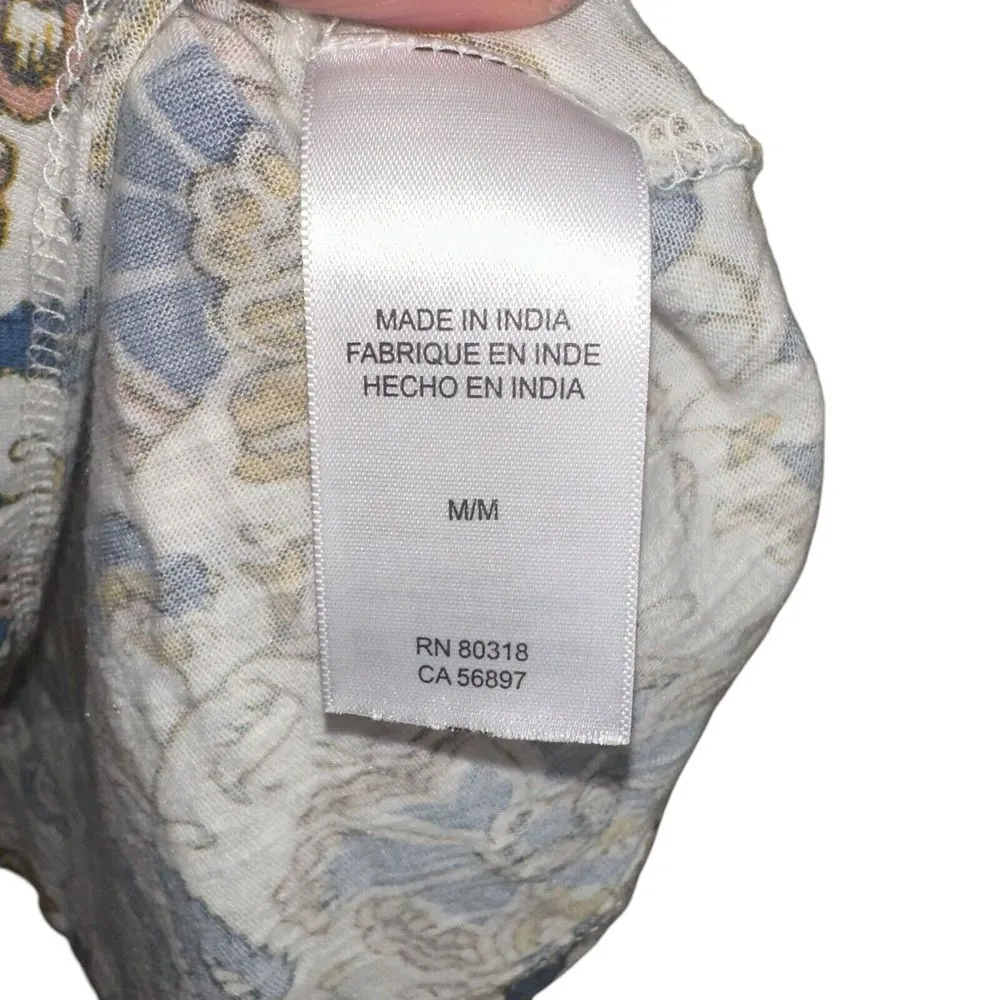 MADE IN INDIA
FABRIQUE EN INDE
HECHO EN INDIA
M/M
RN 80318
CA 56897